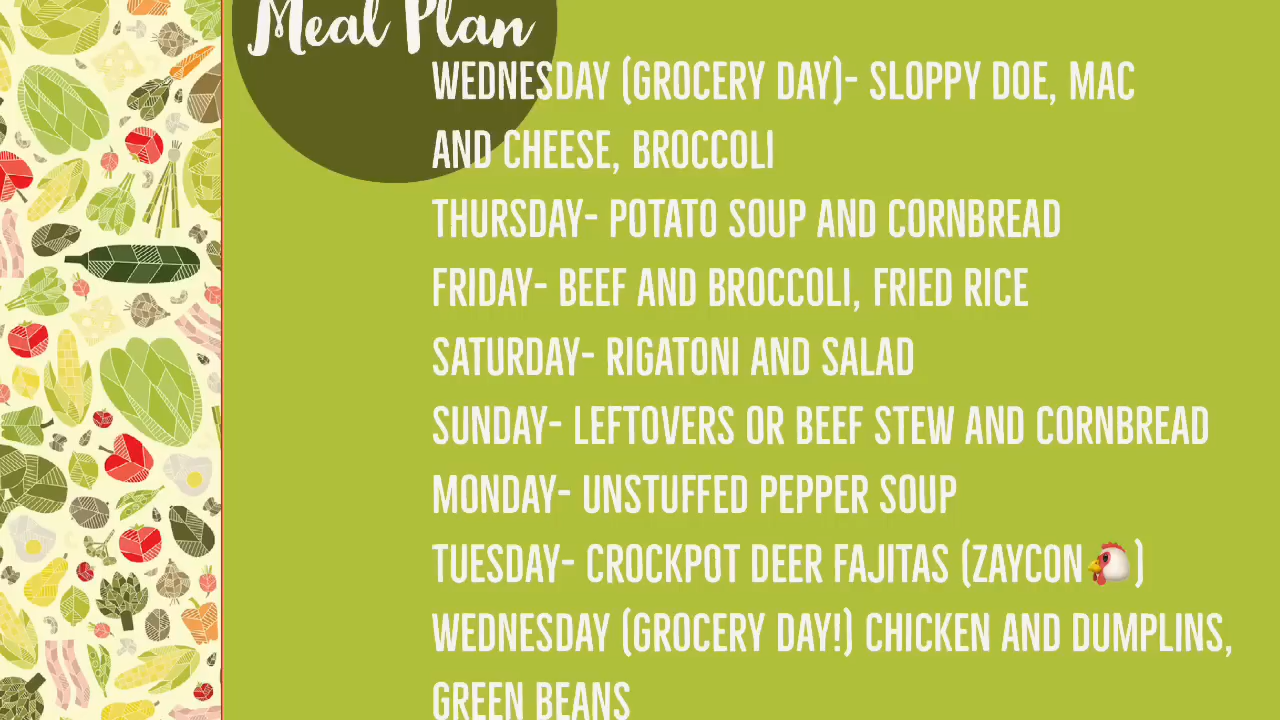 Meal Plan
WEDNESDAY (GROCERY DAY)- SLOPPY DOE, MAC
AND CHEESE, BROCCOLI
THURSDAY- POTATO SOUP AND CORNBREAD
FRIDAY- BEEF AND BROCCOLI, FRIED RICE
SATURDAY- RIGATONI AND SALAD
SUNDAY- LEFTOVERS OR BEEF STEW AND CORNBREAD
MONDAY- UNSTUFFED PEPPER SOUP
TUESDAY- CROCKPOT DEER FAJITAS (ZAYCON🐔)
WEDNESDAY (GROCERY DAY!) CHICKEN AND DUMPLINS,
GREEN BEANS